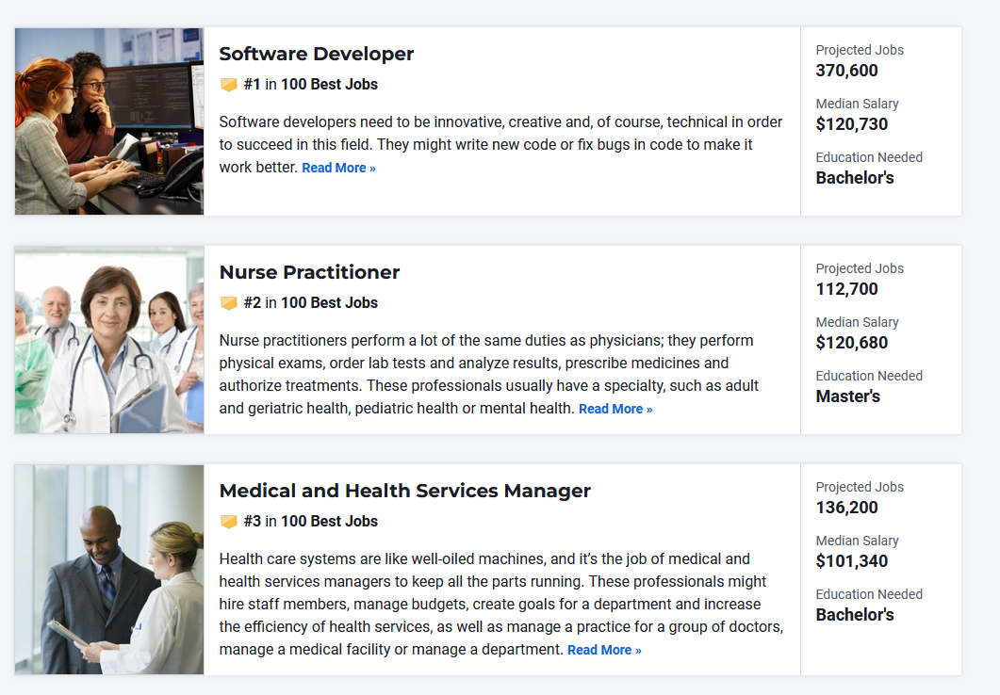 Software Developer
#1 in 100 Best Jobs
Software developers need to be innovative, creative and, of course, technical in order
to succeed in this field. They might write new code or fix bugs in code to make it
work better. Read More »
Projected Jobs
370,600
Median Salary
$120,730
Education Needed
Bachelor's
Nurse Practitioner
#2 in 100 Best Jobs
Nurse practitioners perform a lot of the same duties as physicians; they perform
physical exams, order lab tests and analyze results, prescribe medicines and
authorize treatments. These professionals usually have a specialty, such as adult
and geriatric health, pediatric health or mental health. Read More »
Projected Jobs
112,700
Median Salary
$120,680
Education Needed
Master's
Medical and Health Services Manager
#3 in 100 Best Jobs
Health care systems are like well-oiled machines, and it’s the job of medical and
health services managers to keep all the parts running. These professionals might
hire staff members, manage budgets, create goals for a department and increase
the efficiency of health services, as well as manage a practice for a group of doctors,
manage a medical facility or manage a department. Read More »
Projected Jobs
136,200
Median Salary
$101,340
Education Needed
Bachelor's